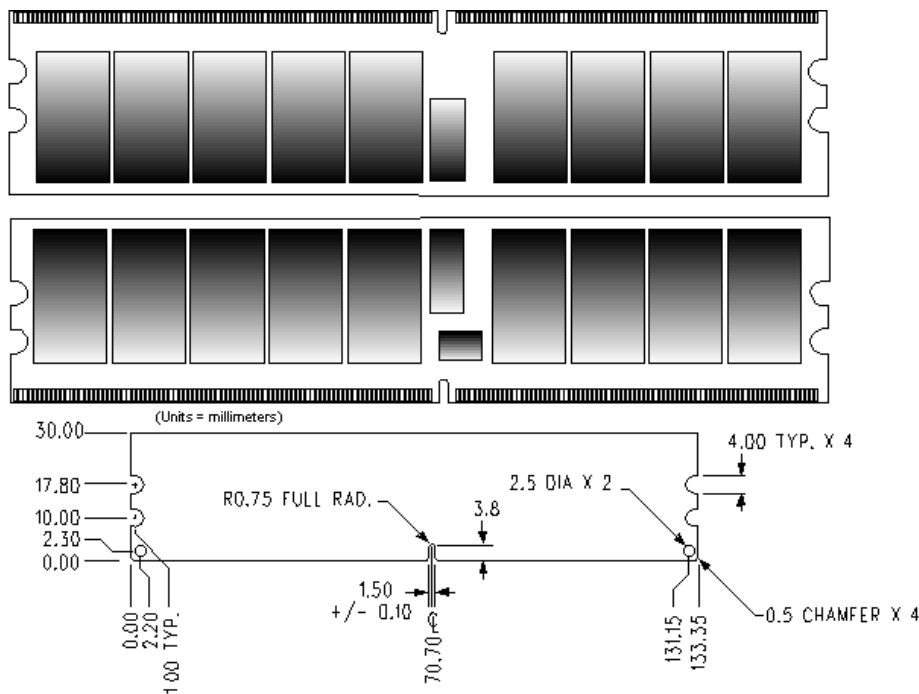 (Units = millimeters)
30.00
17.80
10.00
2.30
0.00
R0.75 FULL RAD.
3.8
2.5 DIA X 2
4.00 TYP. X 4
1.50
+/- 0.10
0.5 CHAMFER X 4
0.00
2.20
1.00 TYP.
70.70
131.15
133.35